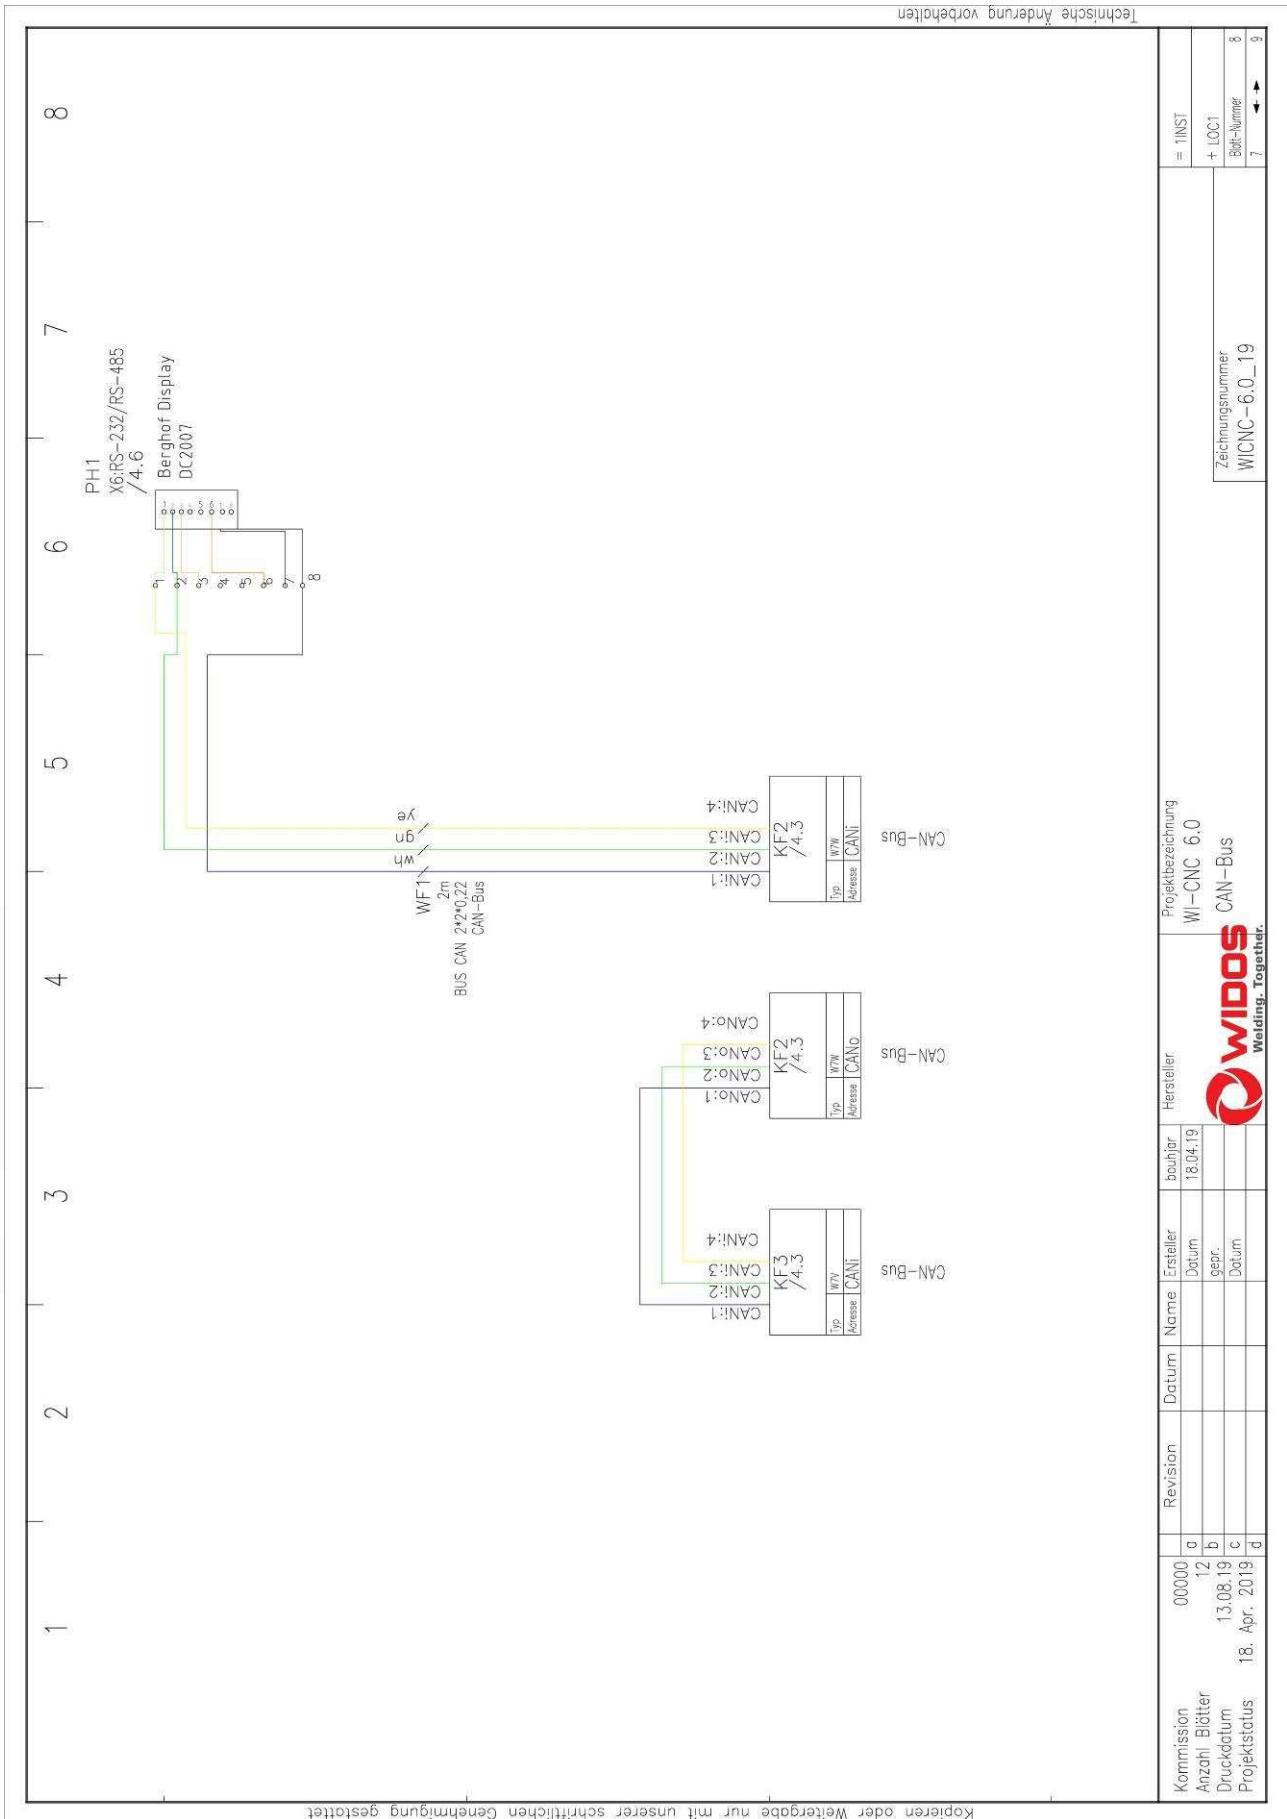 Technische Änderung vorbehalten
Kopieren oder Weitergabe nur mit unserer schriftlichen Genehmigung gestattet
1
2
3
4
5
6
7
8
PH1
X6:RS-232/RS-485
/4.6
Berghof Display
DC2007
1
2
3
4
5
6
7
8
WF1
2m
BUS CAN 2*2*0,22
CAN-Bus
wh
gn
ye
CANi:1
CANi:2
CANi:3
CANi:4
KF3
/4.3
Typ W7V
Adresse CANi
CAN-Bus
CANo:1
CANo:2
CANo:3
CANo:4
KF2
/4.3
Typ W7W
Adresse CANo
CAN-Bus
CANi:1
CANi:2
CANi:3
CANi:4
KF2
/4.3
Typ W7W
Adresse CANi
CAN-Bus
Kommission 00000
Anzahl Blätter 12
Druckdatum 13.08.19
Projektstatus 18. Apr. 2019
a
b
c
d
Revision Datum Name
Ersteller bouhjar
Datum 18.04.19
gepr.
Datum
Hersteller
WIDOS
Welding. Together.
Projektbezeichnung
WI-CNC 6.0
CAN-Bus
Zeichnungsnummer
WICNC-6.0_19
= 1INST
+ LOC1
Blatt-Nummer 8
7 9